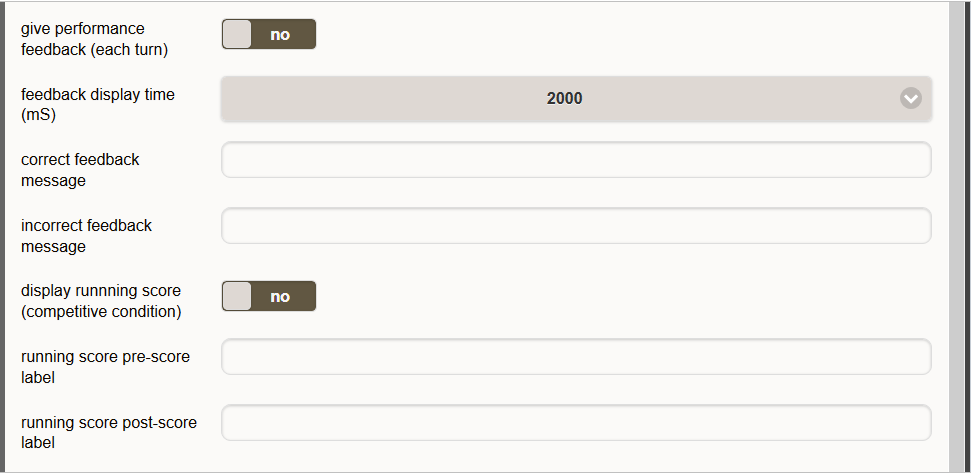 give performance
feedback (each turn)
no
feedback display time
(mS)
2000
correct feedback
message
incorrect feedback
message
display runnning score
(competitive condition)
no
running score pre-score
label
running score post-score
label